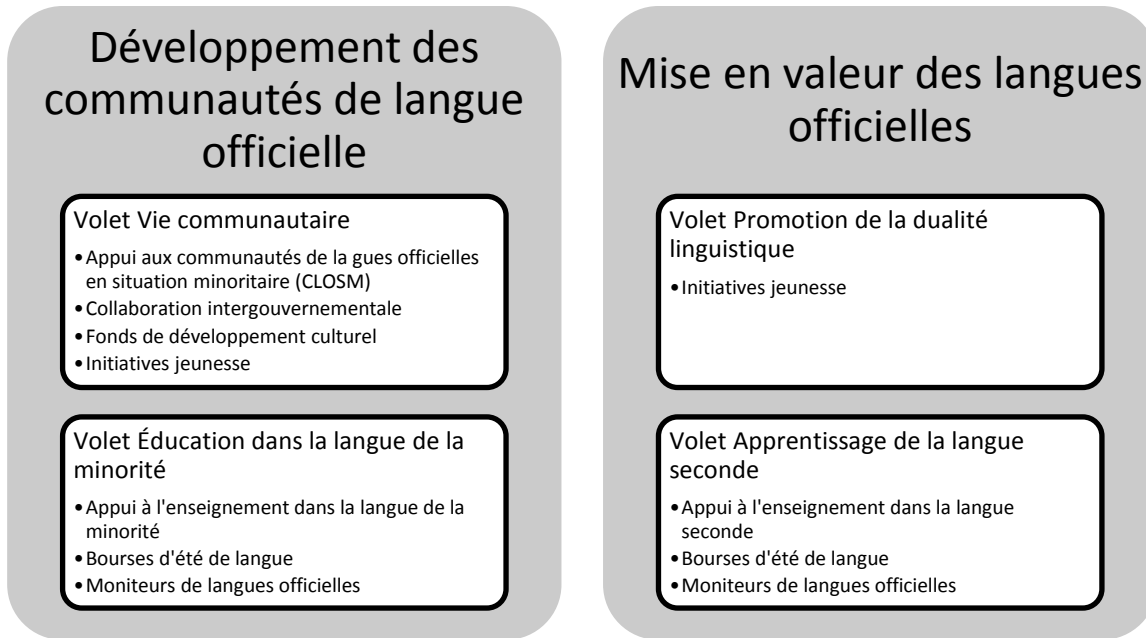 Développement des
communautés de langue
officielle
Volet Vie communautaire
•Appui aux communautés de la gues officielles
en situation minoritaire (CLOSM)
•Collaboration intergouvernementale
•Fonds de développement culturel
•Initiatives jeunesse
Volet Éducation dans la langue de la
minorité
•Appui à l'enseignement dans la langue de la
minorité
•Bourses d'été de langue
•Moniteurs de langues officielles
Mise en valeur des langues
officielles
Volet Promotion de la dualité
linguistique
•Initiatives jeunesse
Volet Apprentissage de la langue
seconde
•Appui à l'enseignement dans la langue
seconde
•Bourses d'été de langue
•Moniteurs de langues officielles